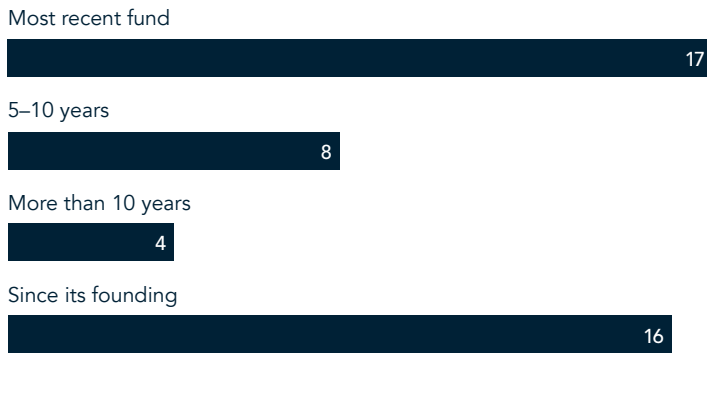 Most recent fund
17
5–10 years
8
More than 10 years
4
Since its founding
16